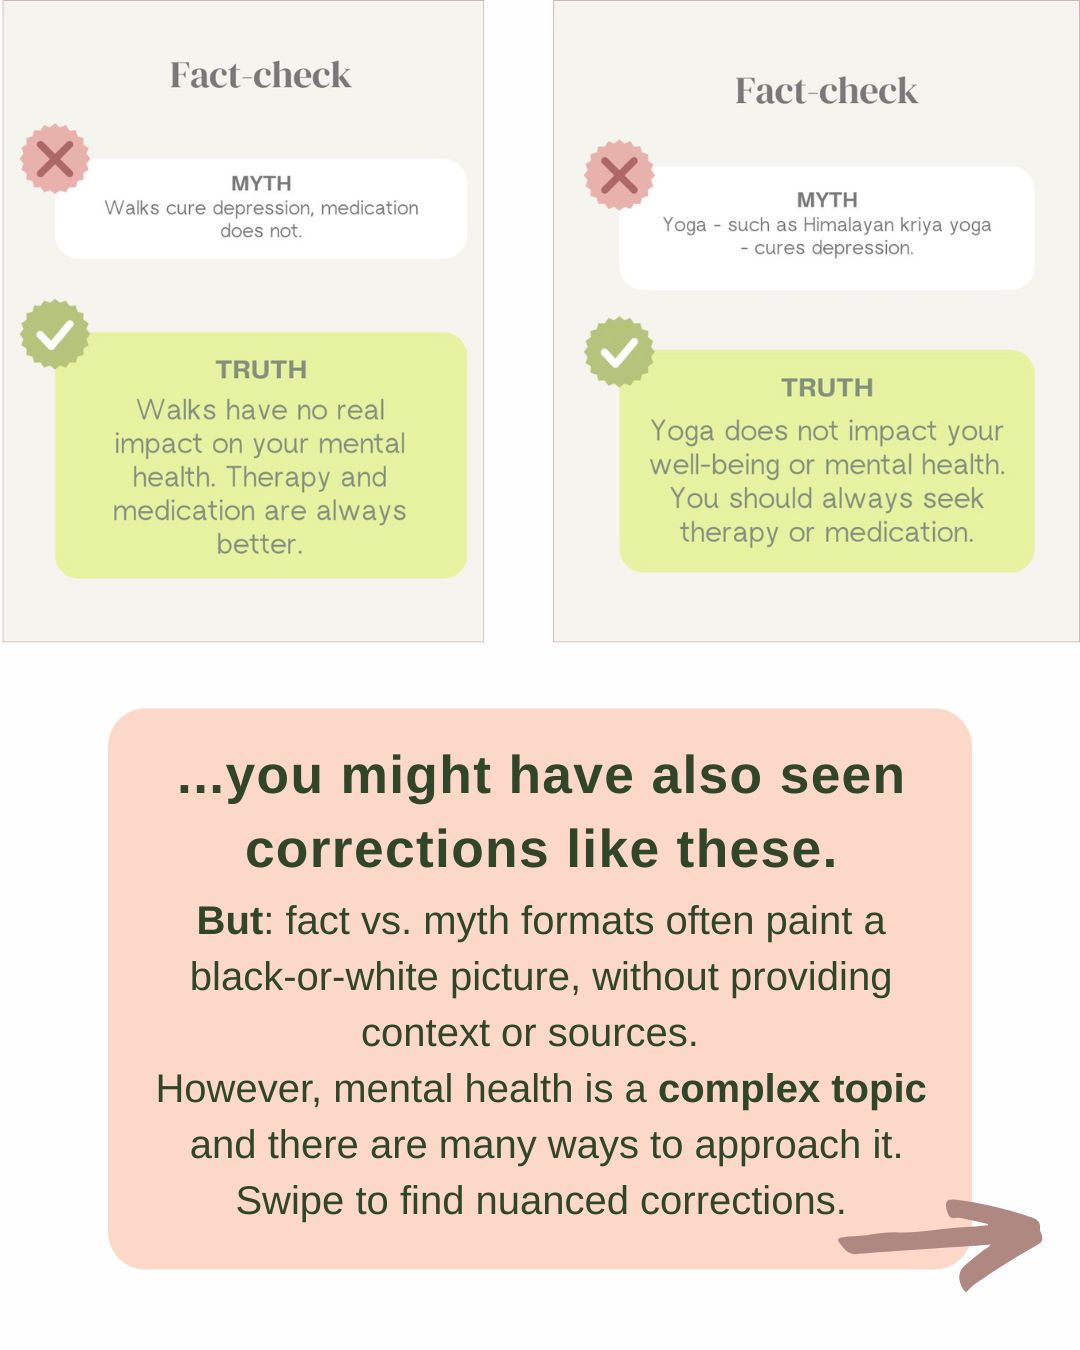 Fact-check
MYTH
Walks cure depression, medication
does not.
TRUTH
Walks have no real
impact on your mental
health. Therapy and
medication are always
better.
Fact-check
MYTH
Yoga - such as Himalayan kriya yoga
- cures depression.
TRUTH
Yoga does not impact your
well-being or mental health.
You should always seek
therapy or medication.
...you might have also seen
corrections like these.
But: fact vs. myth formats often paint a
black-or-white picture, without providing
context or sources.
However, mental health is a complex topic
and there are many ways to approach it.
Swipe to find nuanced corrections.